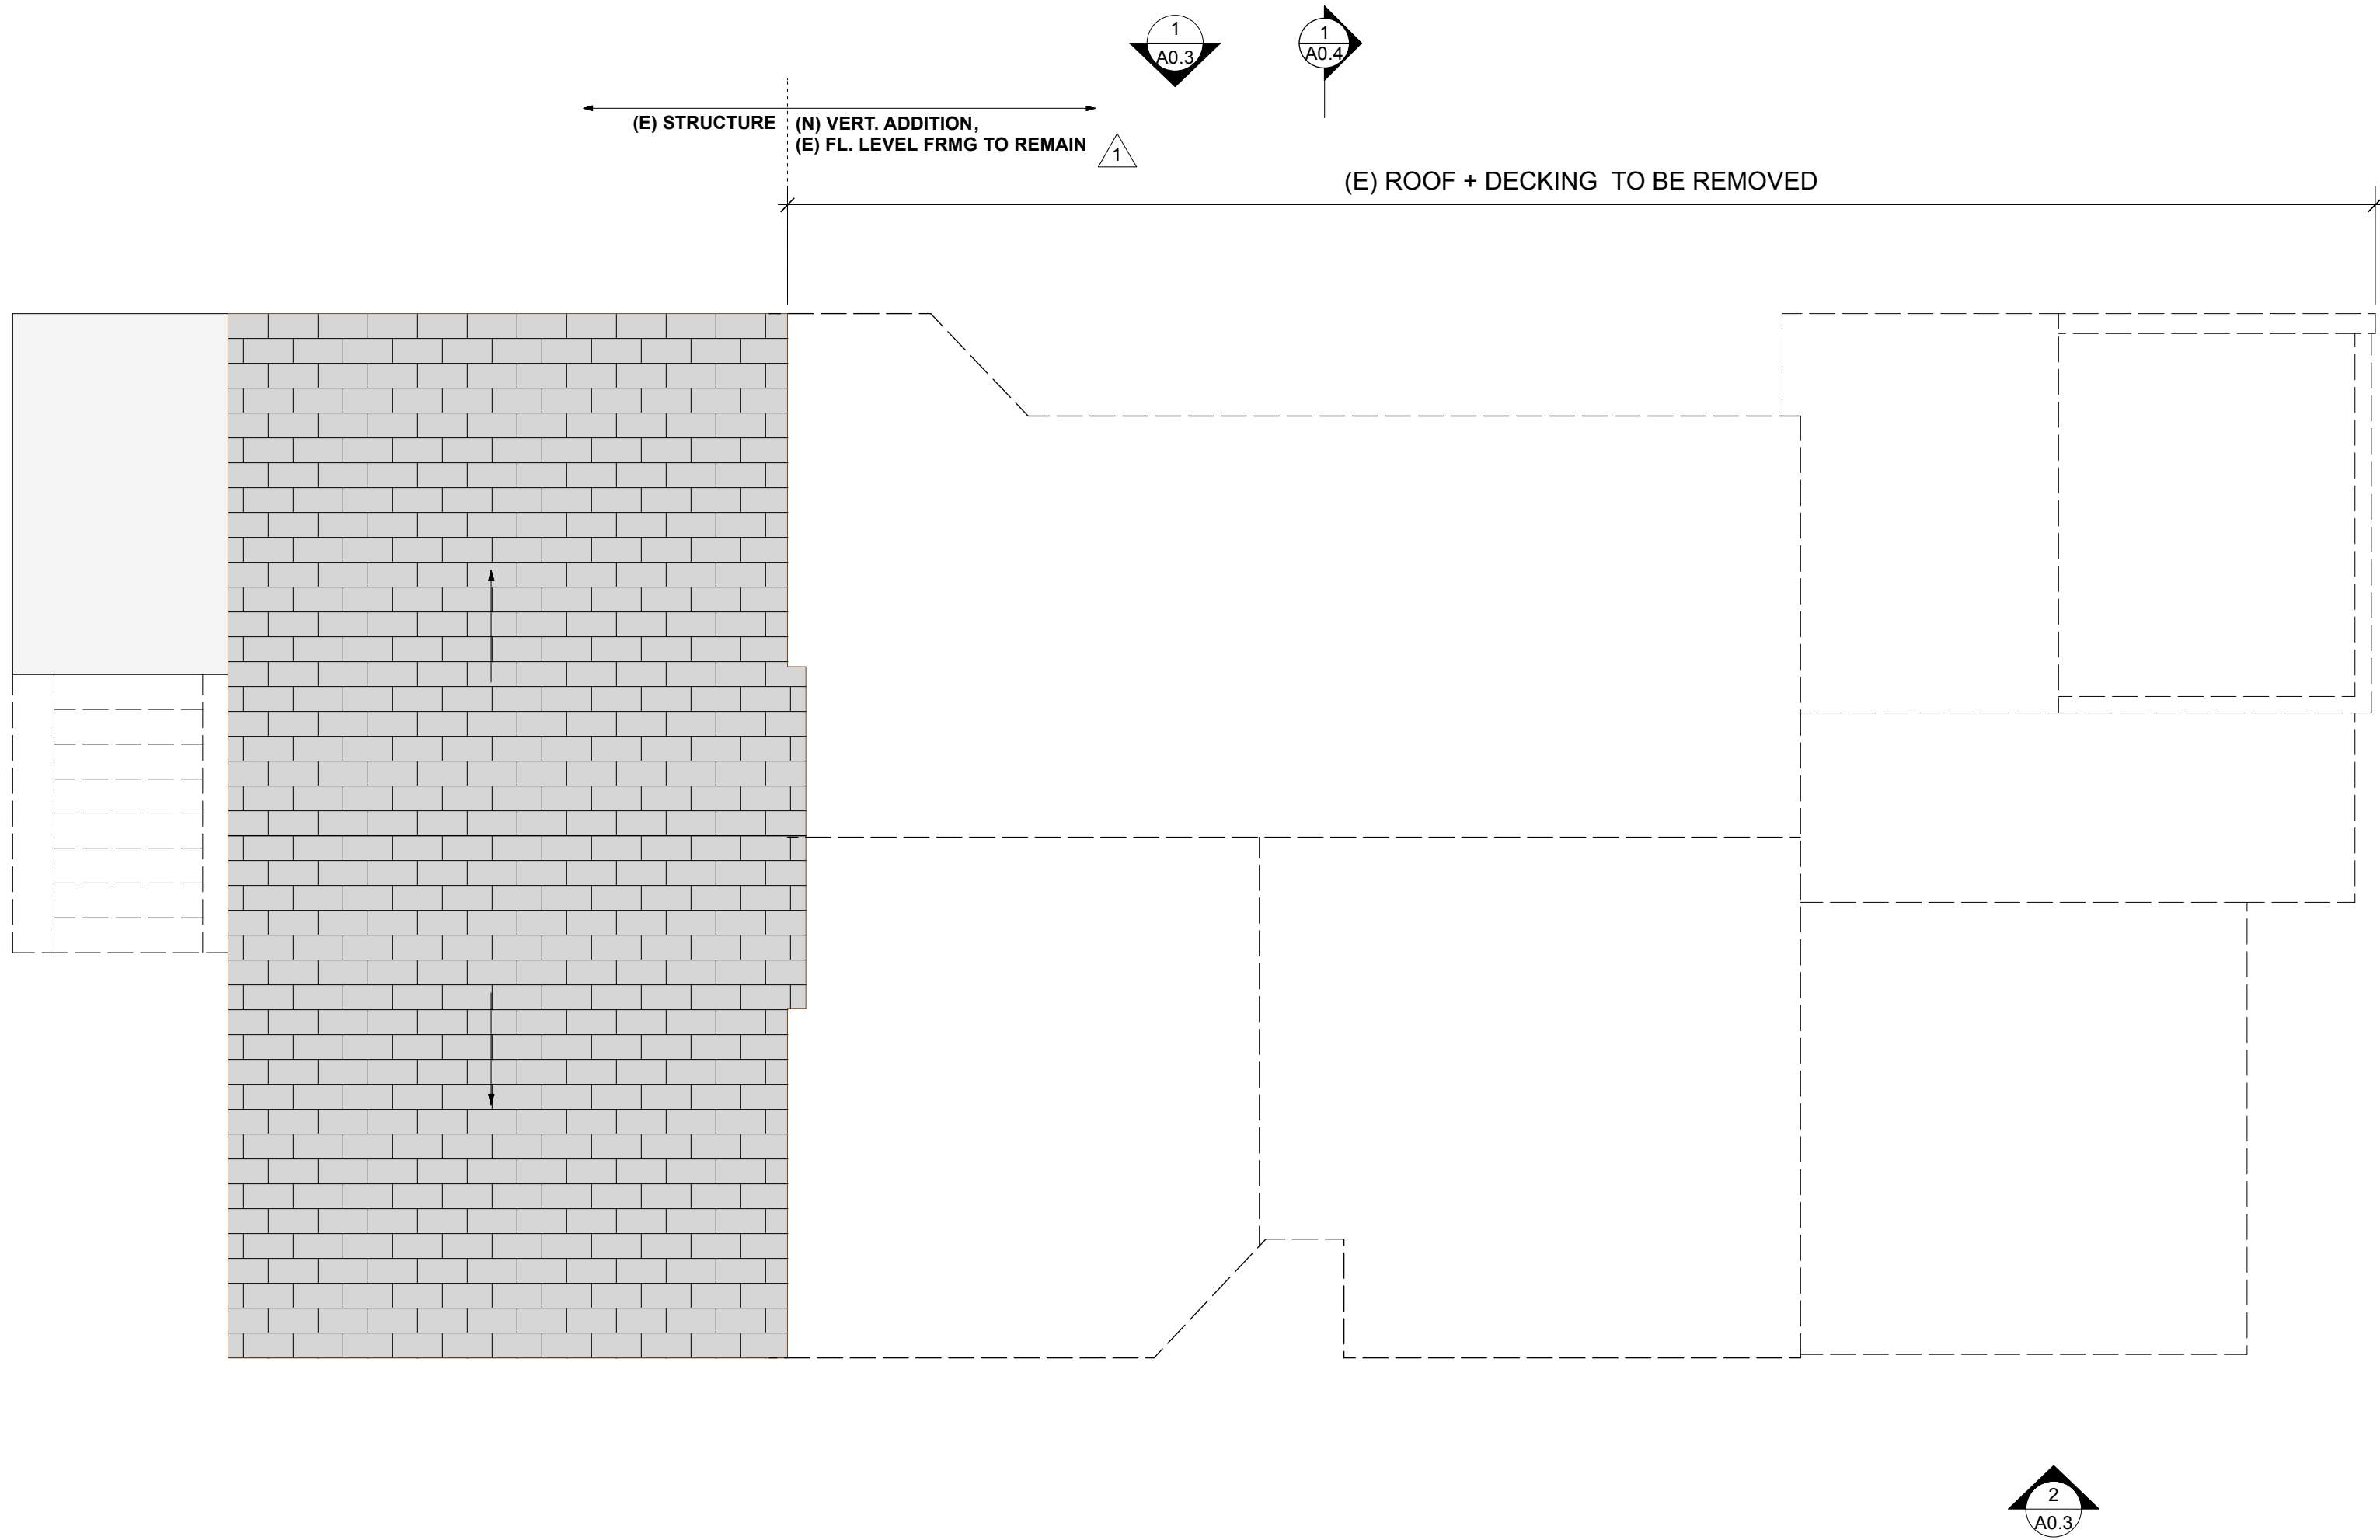 1
A0.3
1
A0.4
(E) STRUCTURE
(N) VERT. ADDITION,
(E) FL. LEVEL FRMG TO REMAIN
1
(E) ROOF + DECKING TO BE REMOVED
2
A0.3